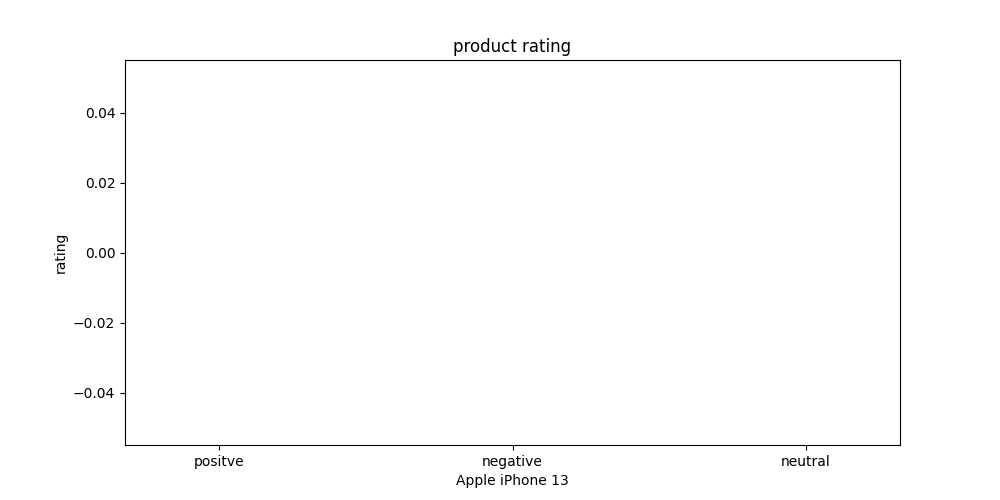 product rating
0.04
0.02
0.00
−0.02
−0.04
rating
positve negative neutral
Apple iPhone 13